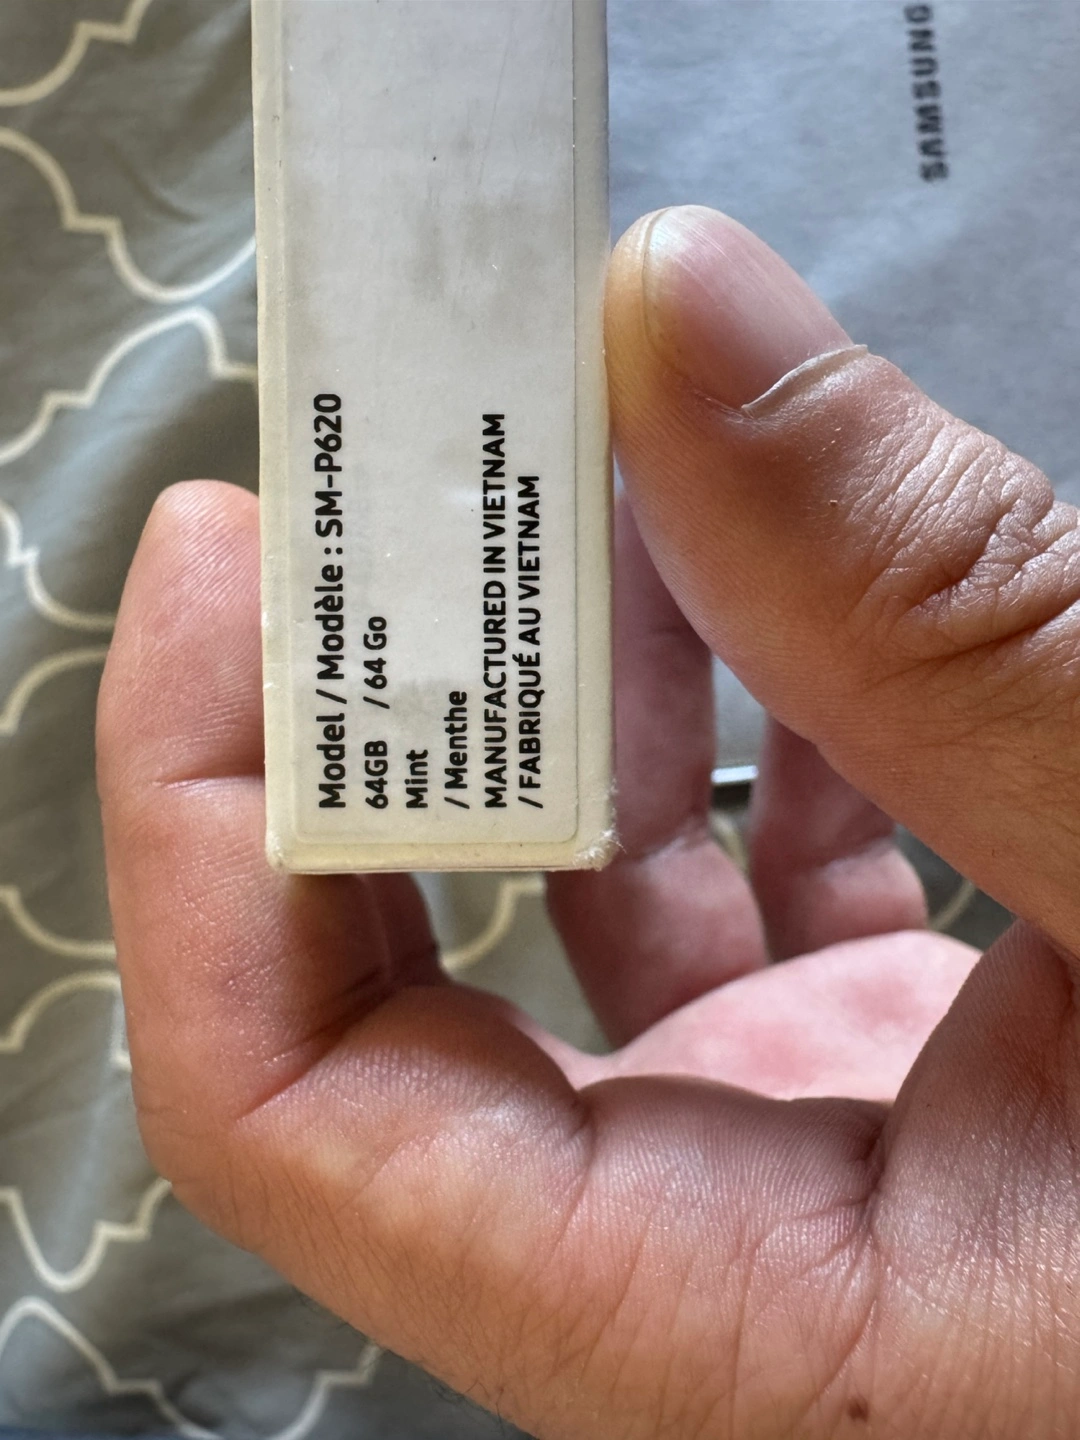 Model / Modèle : SM-P620
64GB / 64 Go
Mint
/ Menthe
MANUFACTURED IN VIETNAM
/ FABRIQUÉ AU VIETNAM
SAMSUNG